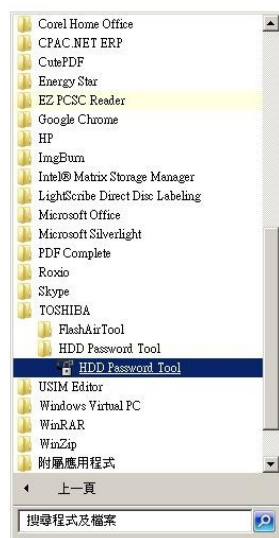 Corel Home Office
CPAC.NET ERP
CutePDF
Energy Star
EZ PCSC Reader
Google Chrome
HP
ImgBurn
Intel® Matrix Storage Manager
LightScribe Direct Disc Labeling
Microsoft Office
Microsoft Silverlight
PDF Complete
Roxio
Skype
TOSHIBA
FlashAirTool
HDD Password Tool
HDD Password Tool
USIM Editor
Windows Virtual PC
WinRAR
WinZip
附屬應用程式
上一頁
搜尋程式及檔案